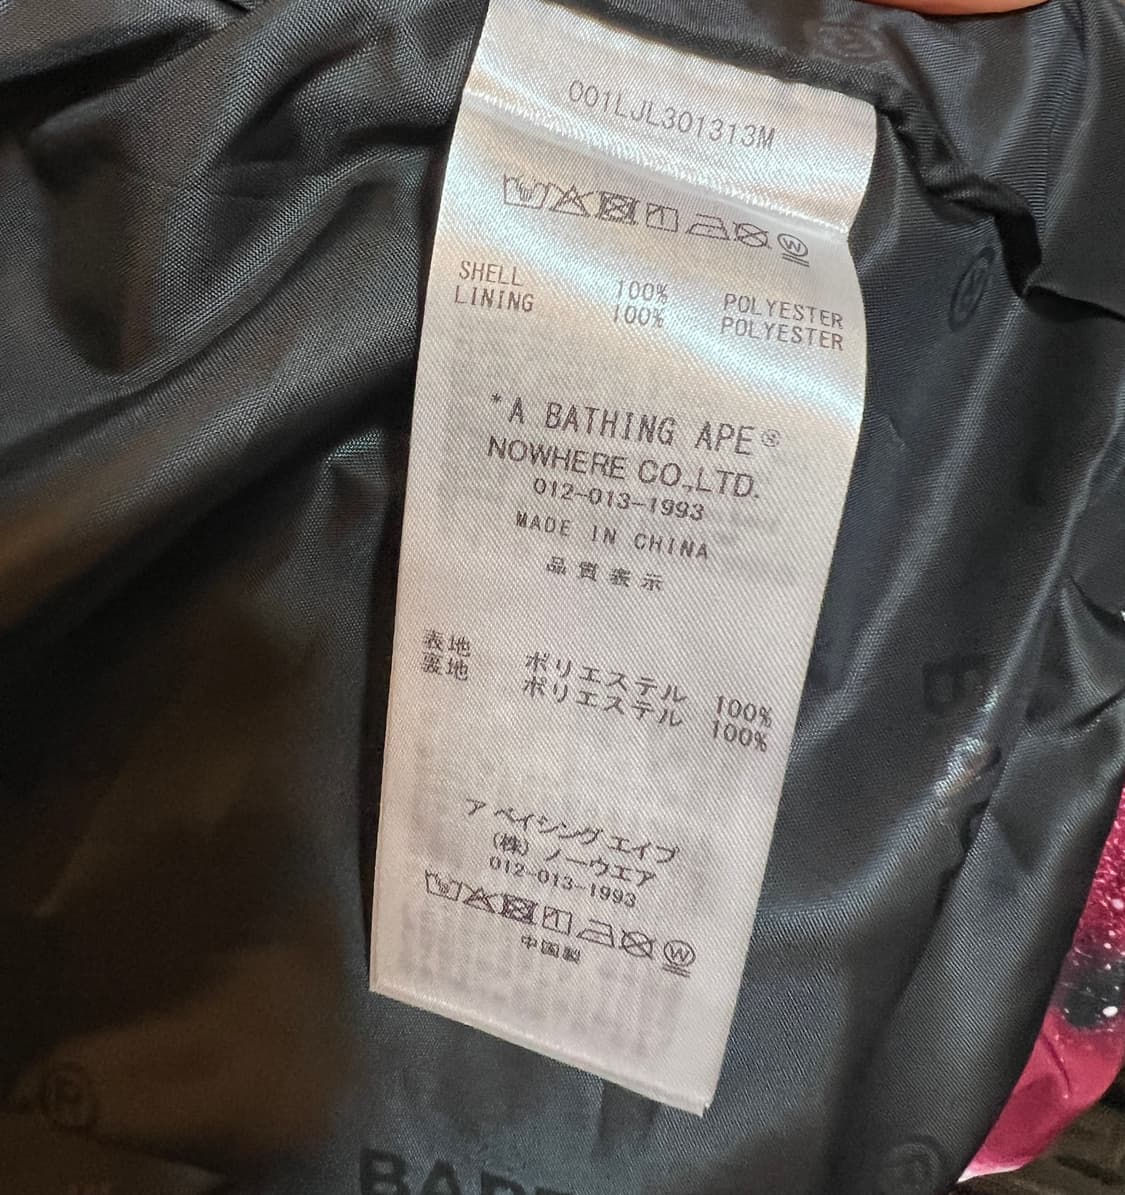 001LJL301313M
SHELL 100% POLYESTER
LINING 100% POLYESTER
*A BATHING APE®
NOWHERE CO.,LTD.
012-013-1993
MADE IN CHINA
品質表示
表地 ポリエステル 100%
裏地 ポリエステル 100%
ア ベイシング エイプ
(株) ノーウエア
012-013-1993
中国製